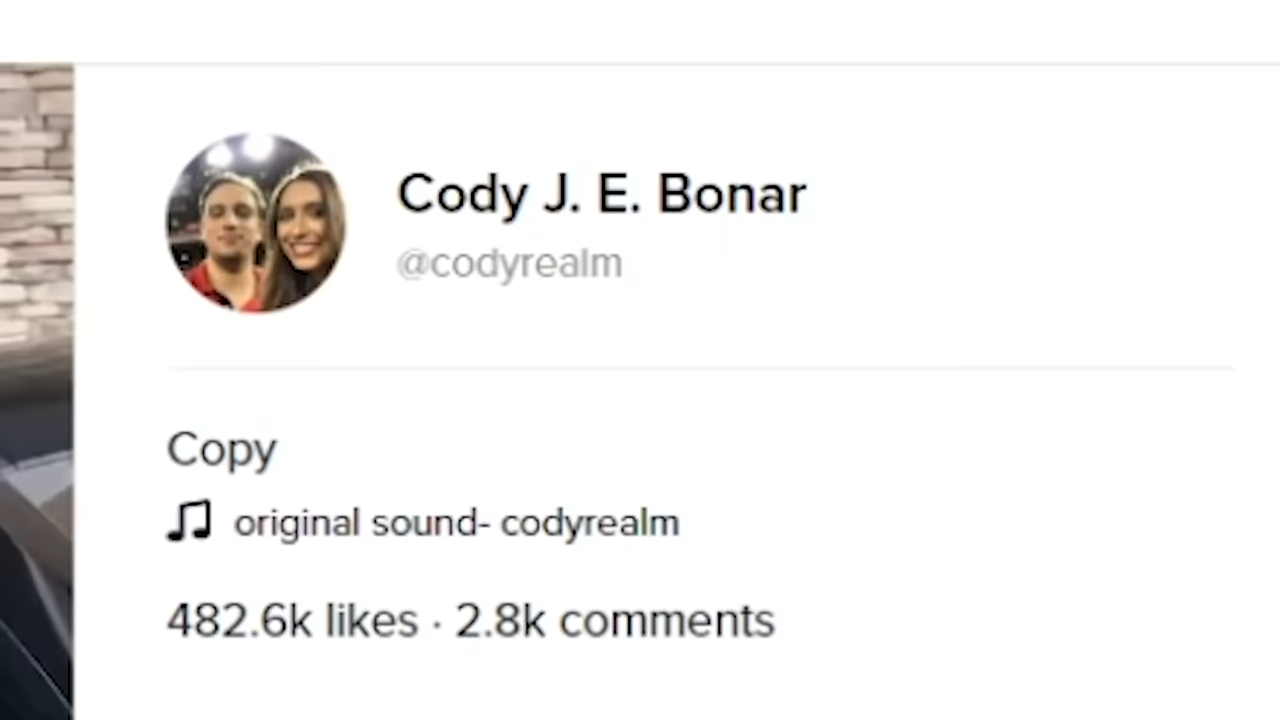 Cody J. E. Bonar
@codyrealm
Copy
original sound- codyrealm
482.6k likes · 2.8k comments